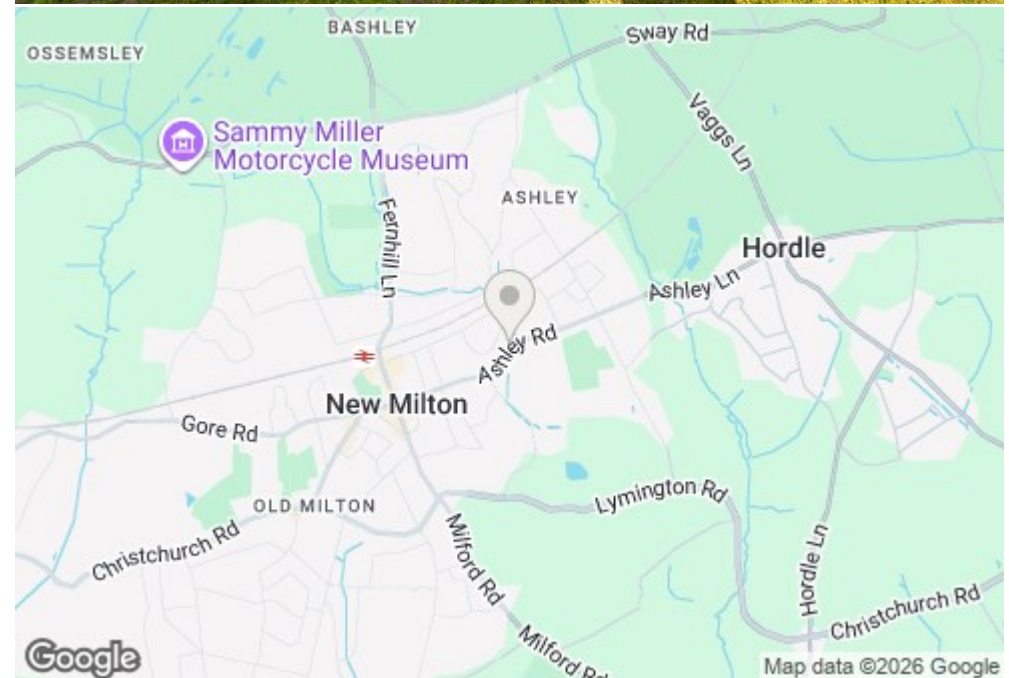 BASHLEY
OSSEMSLEY
Sway Rd
Vaggs Ln
Sammy Miller
Motorcycle Museum
ASHLEY
Fernhill Ln
Hordle
Ashley Ln
Ashley Rd
New Milton
Gore Rd
OLD MILTON
Lymington Rd
Christchurch Rd
Milford Rd
Hordle Ln
Christchurch Rd
Milford Rd
Google
Map data ©2026 Google